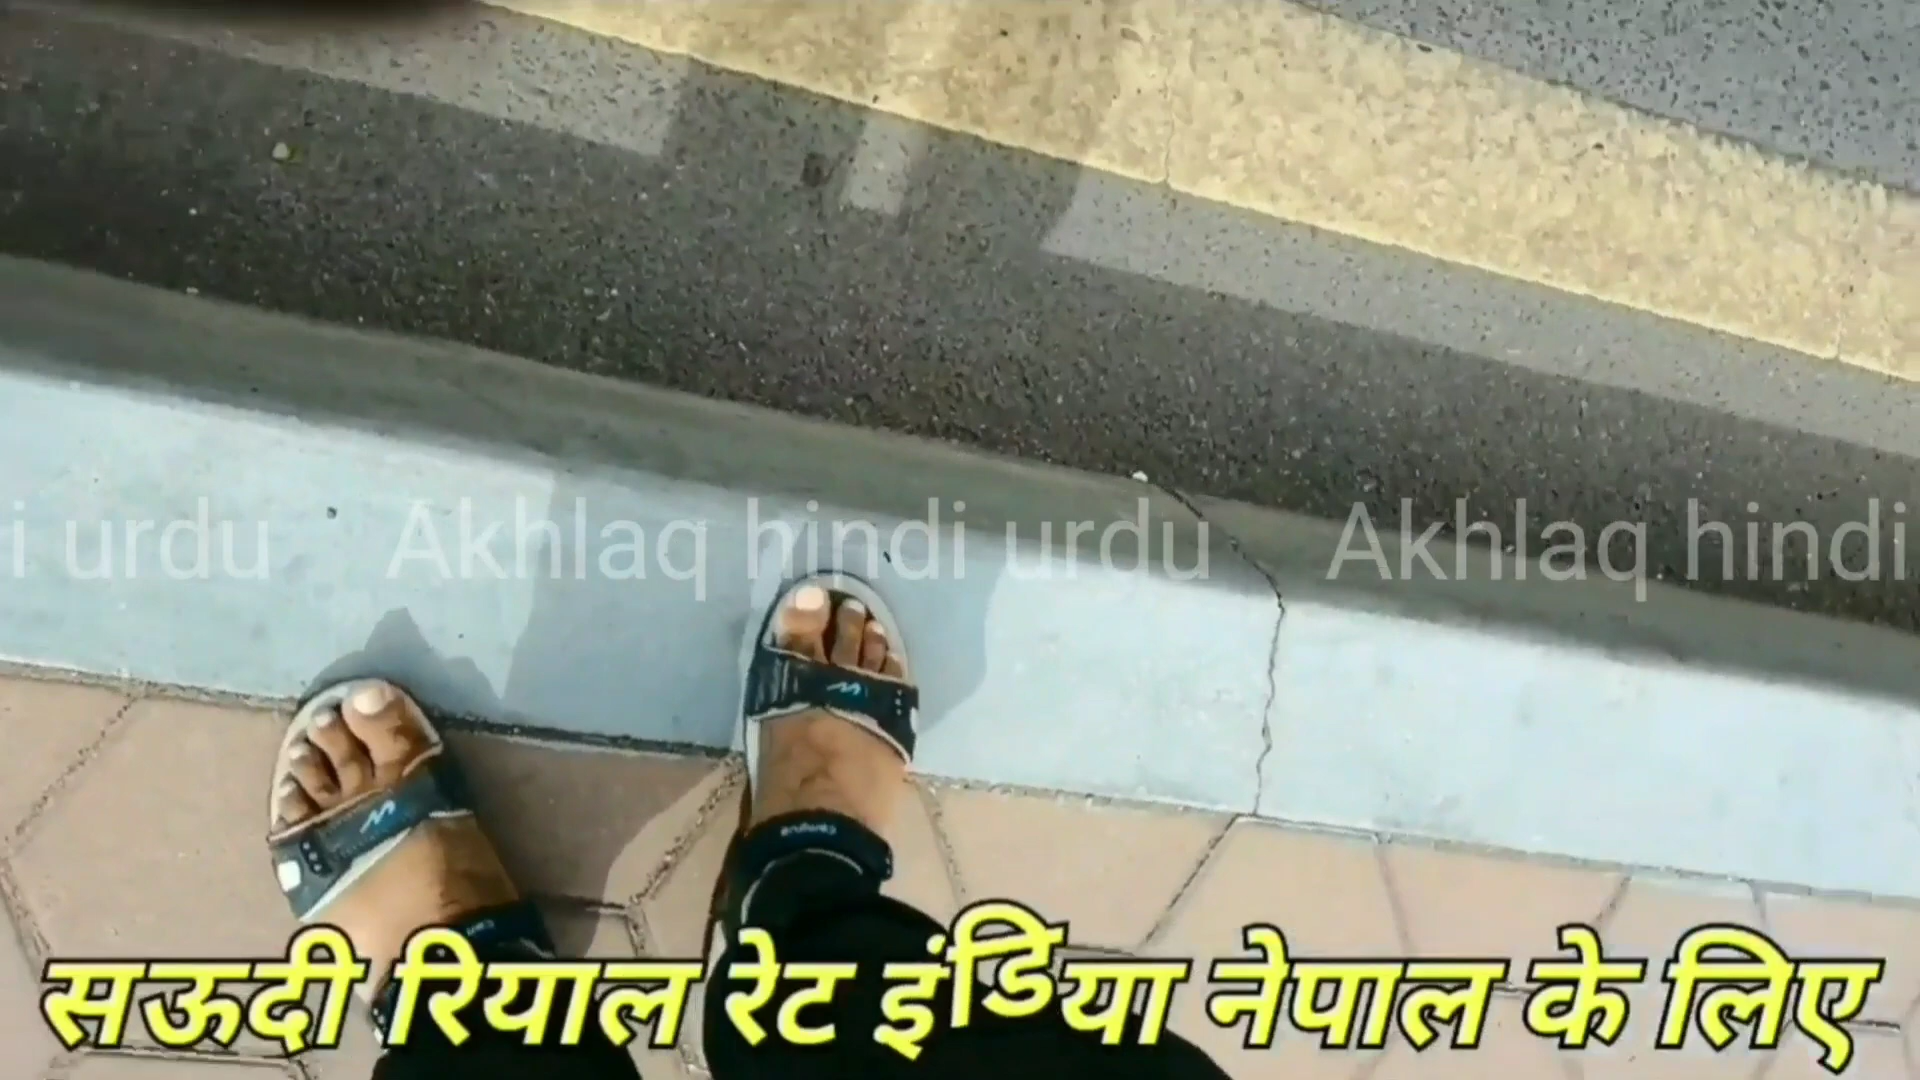 i urdu Akhlaq hindi urdu Akhlaq hindi
सऊदी रियाल रेट इंडिया नेपाल के लिए